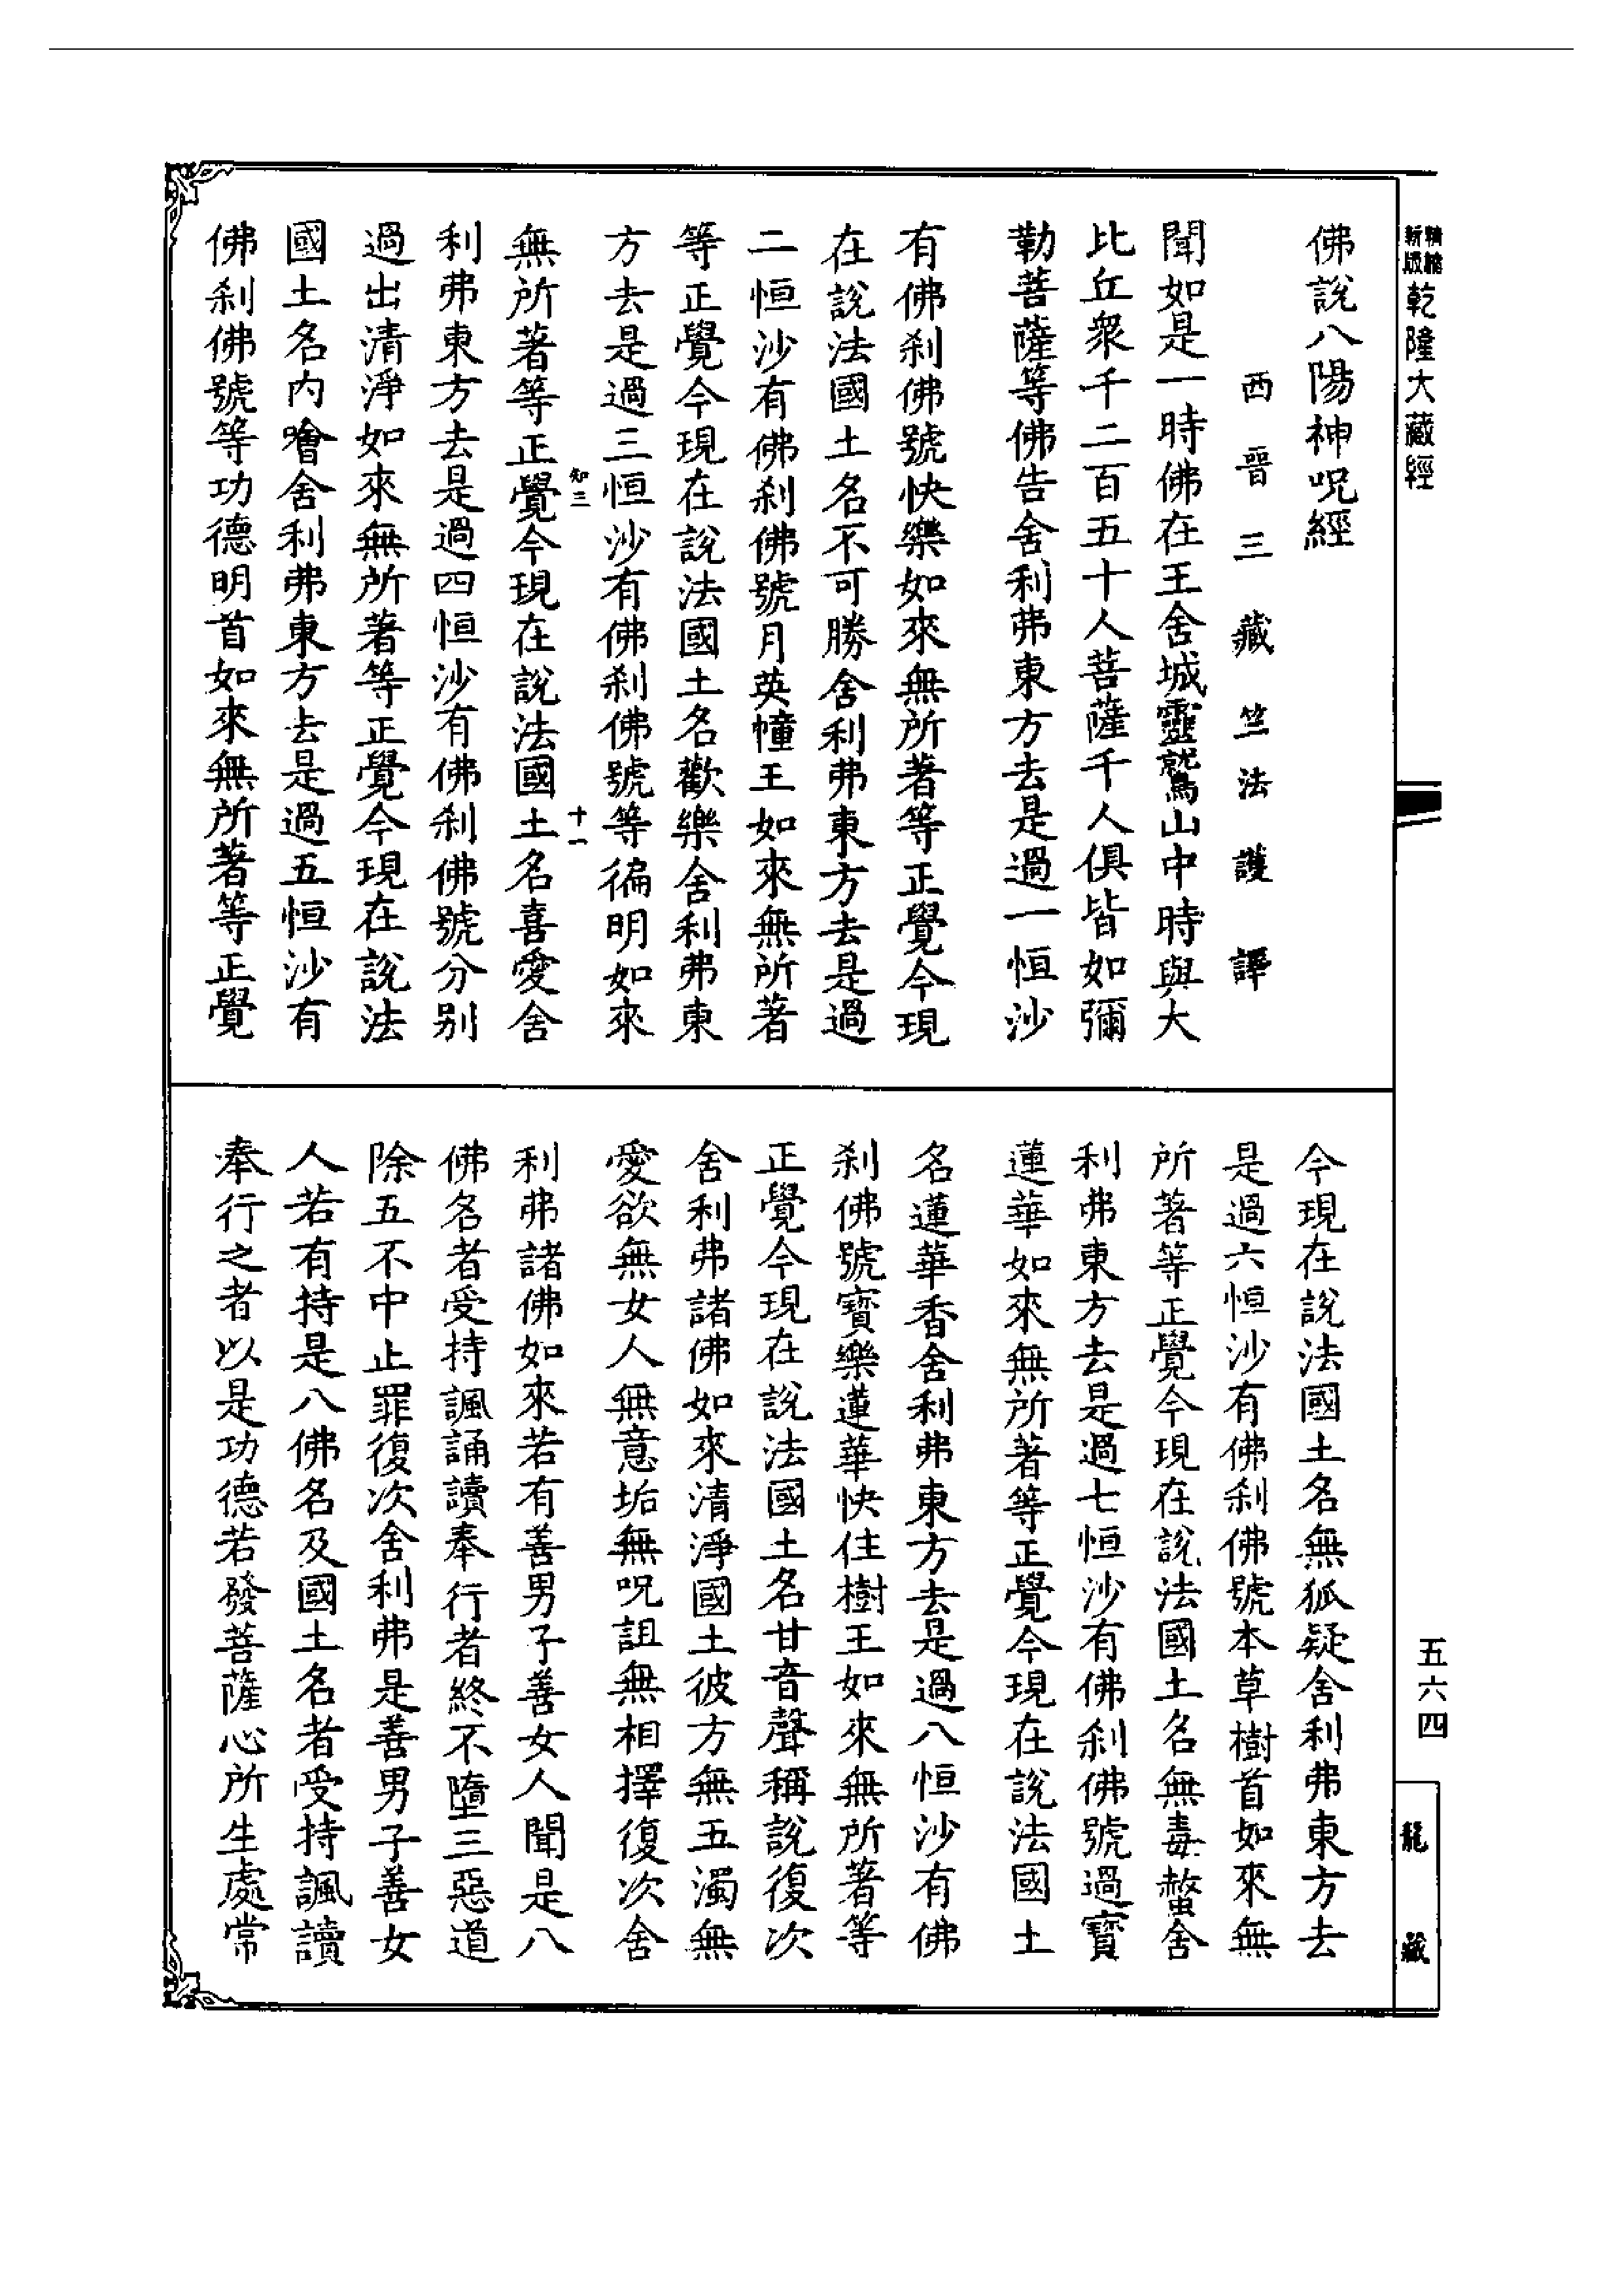 精縮新版乾隆大藏經
佛說八陽神呪經
西晉三藏竺法護譯
聞如是一時佛在王舍城靈鷲山中時與大
比丘衆千二百五十人菩薩千人俱皆如彌
勒菩薩等佛告舍利弗東方去是過一恒沙
有佛刹佛號快樂如來無所著等正覺今現
在說法國土名不可勝舍利弗東方去是過
二恒沙有佛刹佛號月英幢王如來無所著
等正覺今現在說法國土名歡樂舍利弗東
方去是過三恒沙有佛刹佛號等徧明如來
知三 十一
無所著等正覺今現在說法國土名喜愛舍
利弗東方去是過四恒沙有佛刹佛號分别
過出清淨如來無所著等正覺今現在說法
國土名内噲舍利弗東方去是過五恒沙有
佛刹佛號等功德明首如來無所著等正覺
今現在說法國土名無狐疑舍利弗東方去
是過六恒沙有佛刹佛號本草樹首如來無
所著等正覺今現在說法國土名無毒螫舍
利弗東方去是過七恒沙有佛刹佛號過寶
蓮華如來無所著等正覺今現在說法國土
名蓮華香舍利弗東方去是過八恒沙有佛
刹佛號寶樂蓮華快住樹王如來無所著等
正覺今現在說法國土名甘音聲稱說復次
舍利弗諸佛如來清淨國土彼方無五濁無
愛欲無女人無意垢無呪詛無相擇復次舍
利弗諸佛如來若有善男子善女人聞是八
佛名者受持諷誦讀奉行者終不墮三惡道
除五不中止罪復次舍利弗是善男子善女
人若有持是八佛名及國土名者受持諷讀
奉行之者以是功德若發菩薩心所生處常
五六四
龍藏